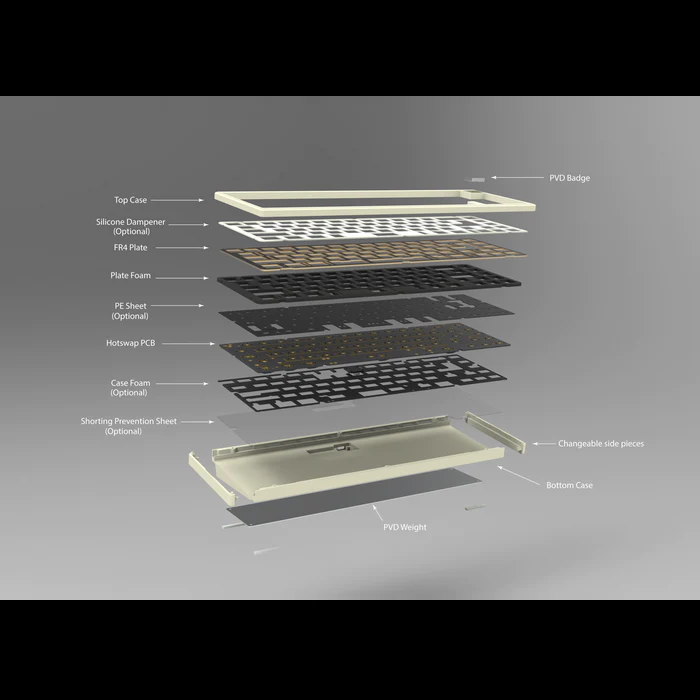 PVD Badge
Top Case
Silicone Dampener
(Optional)
FR4 Plate
Plate Foam
PE Sheet
(Optional)
Hotswap PCB
Case Foam
(Optional)
Shorting Prevention Sheet
(Optional)
Changeable side pieces
Bottom Case
PVD Weight